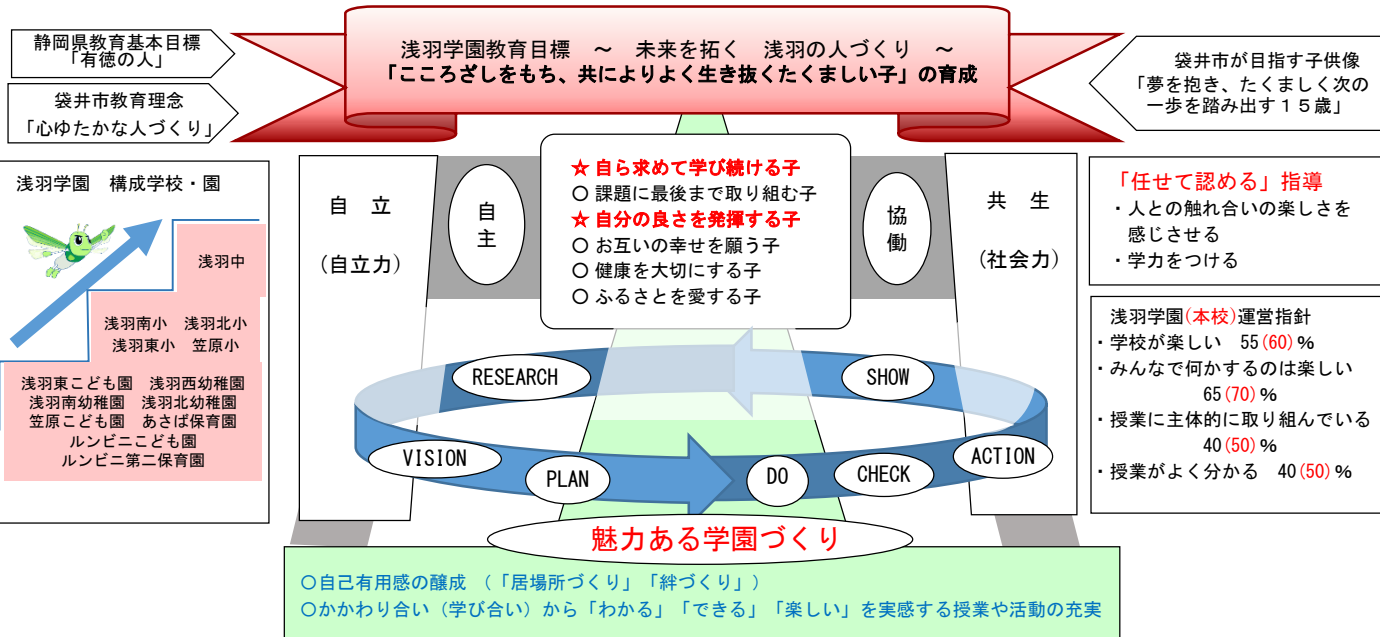 静岡県教育基本目標
「有徳の人」
袋井市教育理念
「心ゆたかな人づくり」
浅羽学園教育目標 ～ 未来を拓く 浅羽の人づくり ～
「こころざしをもち、共によりよく生き抜くたくましい子」の育成
袋井市が目指す子供像
「夢を抱き、たくましく次の
一歩を踏み出す１５歳」
浅羽学園 構成学校・園
浅羽中
浅羽南小 浅羽北小
浅羽東小 笠原小
浅羽東こども園 浅羽西幼稚園
浅羽南幼稚園 浅羽北幼稚園
笠原こども園 あさば保育園
ルンビニこども園
ルンビニ第二保育園
自 立
(自立力)
自主
☆ 自ら求めて学び続ける子
○ 課題に最後まで取り組む子
☆ 自分の良さを発揮する子
○ お互いの幸せを願う子
○ 健康を大切にする子
○ ふるさとを愛する子
協働
共 生
(社会力)
「任せて認める」指導
・人との触れ合いの楽しさを
感じさせる
・学力をつける
浅羽学園(本校)運営指針
・学校が楽しい 55(60)%
・みんなで何かするのは楽しい
65(70)%
・授業に主体的に取り組んでいる
40(50)%
・授業がよく分かる 40(50)%
RESEARCH
SHOW
VISION
PLAN
DO
CHECK
ACTION
魅力ある学園づくり
○自己有用感の醸成 （「居場所づくり」「絆づくり」）
○かかわり合い（学び合い）から「わかる」「できる」「楽しい」を実感する授業や活動の充実